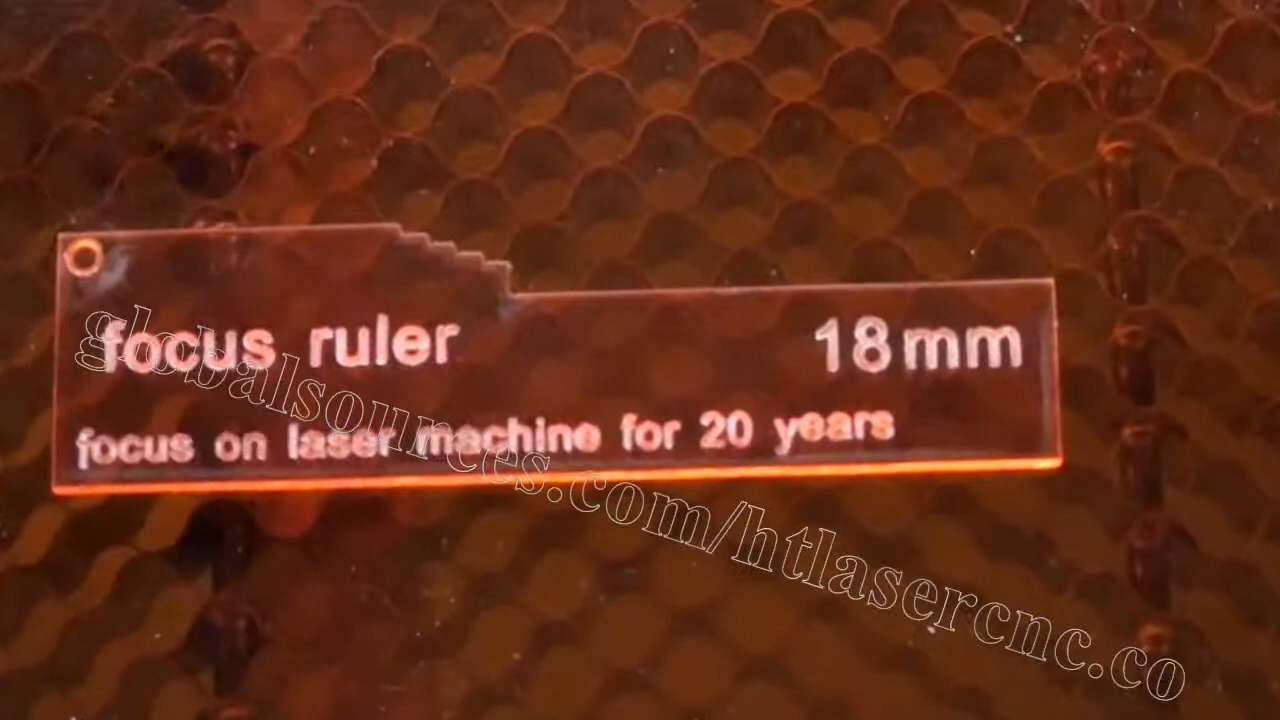 focus ruler 18mm
focus on laser machine for 20 years
globalsources.com/htlasercnc.co